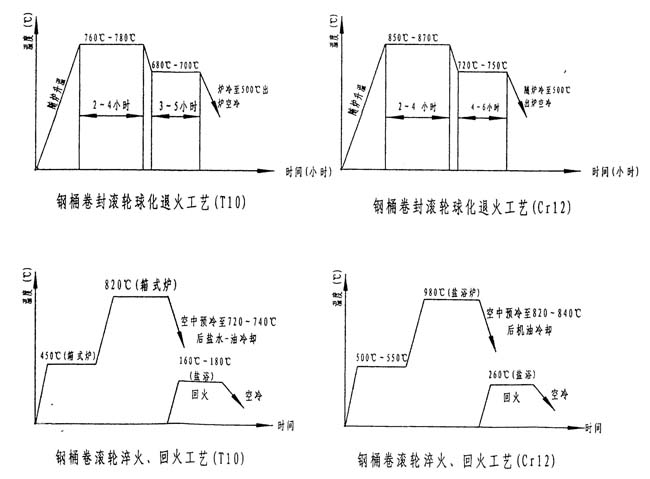 温度(℃)
760℃-780℃
680℃-700℃
随炉升温
2-4小时
3-5小时
炉冷至500℃出
炉空冷
时间(小时)
钢桶卷封滚轮球化退火工艺(T10)
温度(℃)
850℃-870℃
720℃-750℃
随炉升温
2-4 小时
4-6小时
随炉冷至500℃
出炉空冷
时间(小时)
钢桶卷封滚轮球化退火工艺(Cr12)
温度(℃)
820℃(箱式炉)
450℃(箱式炉)
空中预冷至720~740℃
后盐水-油冷却
160℃-180℃
(盐浴)
回火
空冷
时间
钢桶卷滚轮淬火、回火工艺(T10)
温度(℃)
980℃(盐浴炉)
500℃-550℃
空中预冷至820~840℃
后机油冷却
260℃(盐浴)
回火
空冷
时间
钢桶卷滚轮淬火、回火工艺(Cr12)